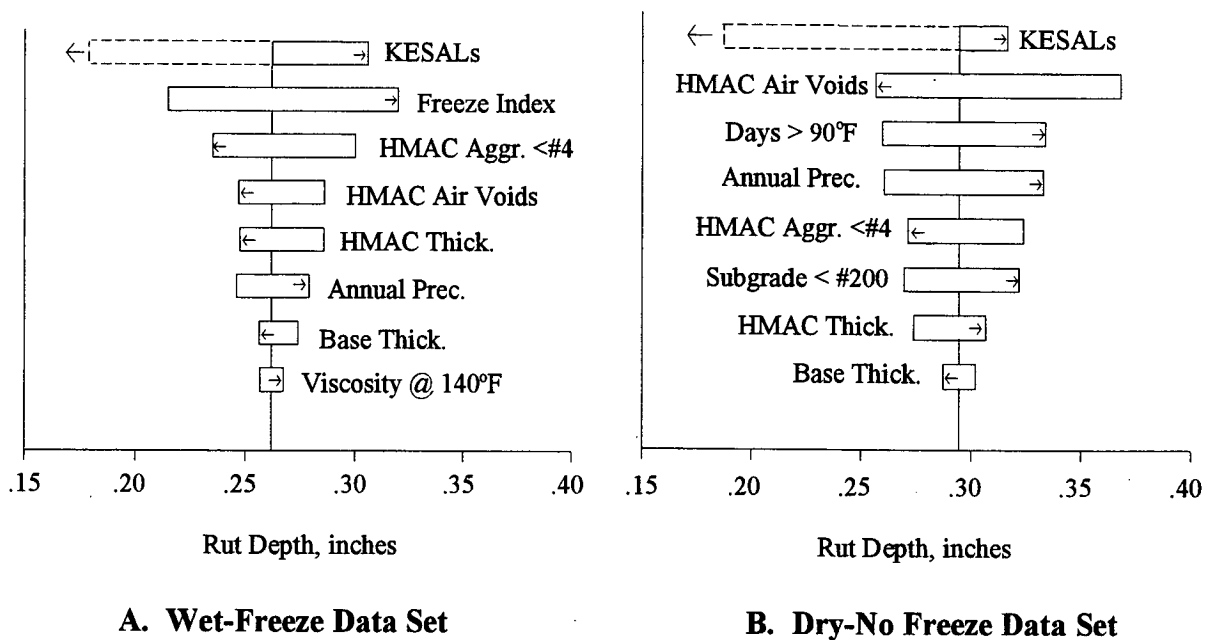 KESALs
Freeze Index
HMAC Aggr. <#4
HMAC Air Voids
HMAC Thick.
Annual Prec.
Base Thick.
Viscosity @ 140°F
.15 .20 .25 .30 .35 .40
Rut Depth, inches
A. Wet-Freeze Data Set
KESALs
HMAC Air Voids
Days > 90°F
Annual Prec.
HMAC Aggr. <#4
Subgrade < #200
HMAC Thick.
Base Thick.
.15 .20 .25 .30 .35 .40
Rut Depth, inches
B. Dry-No Freeze Data Set